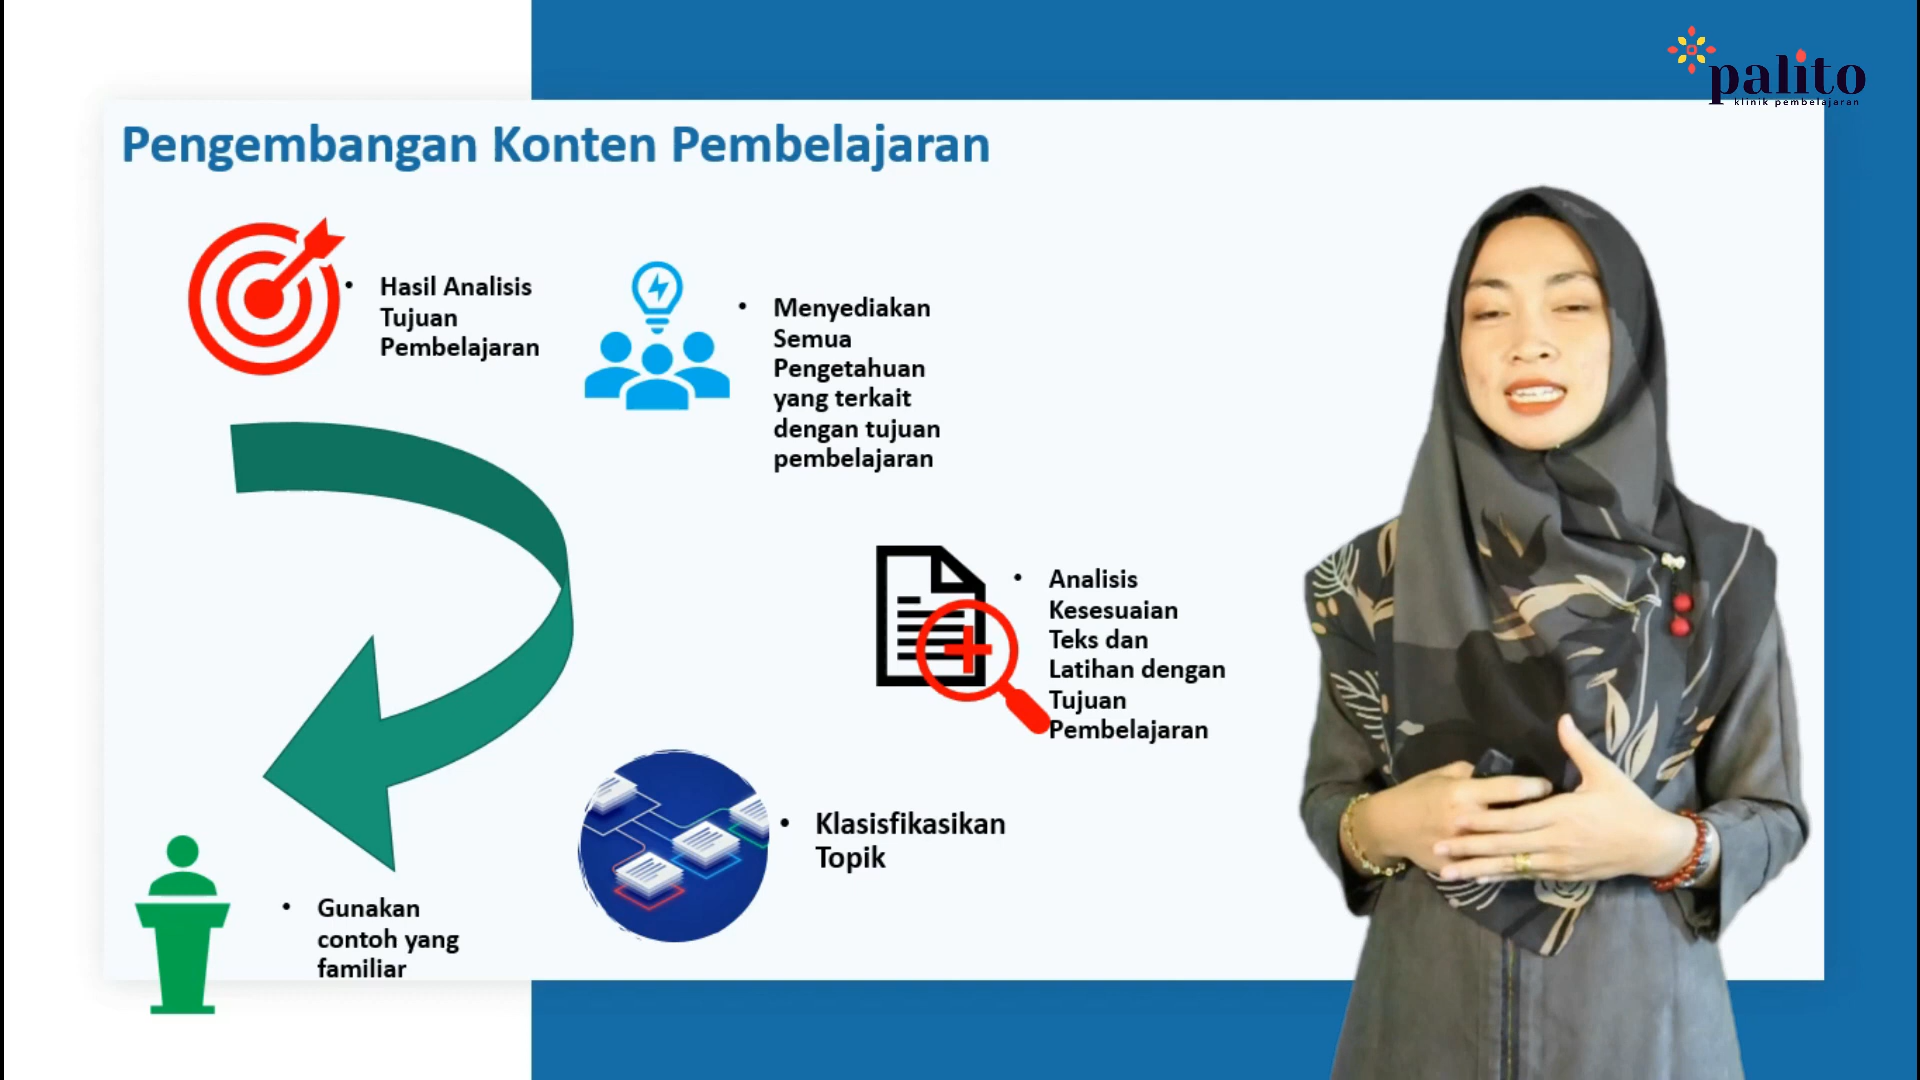 palito
klinik pembelajaran
Pengembangan Konten Pembelajaran
• Hasil Analisis
Tujuan
Pembelajaran
• Menyediakan
Semua
Pengetahuan
yang terkait
dengan tujuan
pembelajaran
• Analisis
Kesesuaian
Teks dan
Latihan dengan
Tujuan
Pembelajaran
• Klasisfikasikan
Topik
• Gunakan
contoh yang
familiar